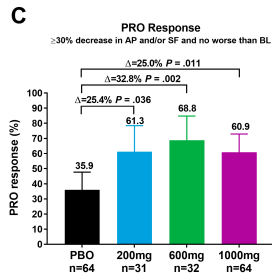 C
PRO Response
≥30% decrease in AP and/or SF and no worse than BL
Δ=25.0% P = .011
Δ=32.8% P = .002
Δ=25.4% P = .036
PRO response (%)
100
90
80
70
60
50
40
30
20
10
0
35.9
61.3
68.8
60.9
PBO 200mg 600mg 1000mg
n=64 n=31 n=32 n=64